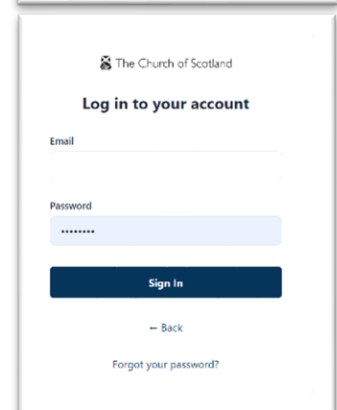 The Church of Scotland
Log in to your account
Email
Password
••••••••
Sign In
← Back
Forgot your password?